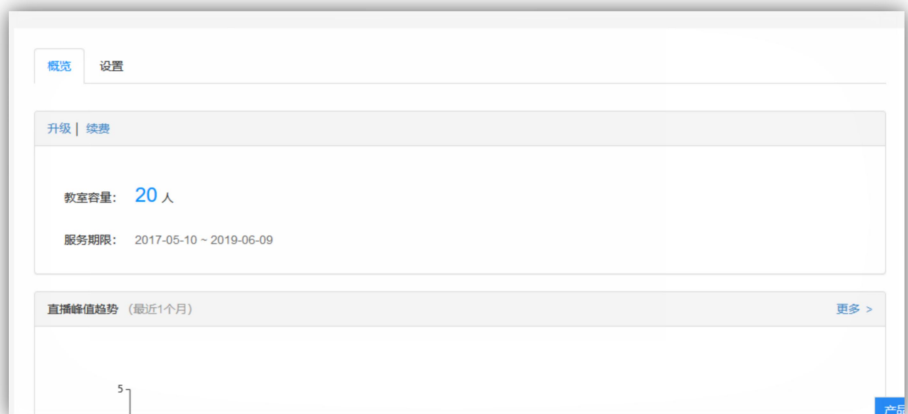 概览 设置
升级 | 续费
教室容量： 20 人
服务期限： 2017-05-10 ~ 2019-06-09
直播峰值趋势 （最近1个月） 更多 >
5
产品